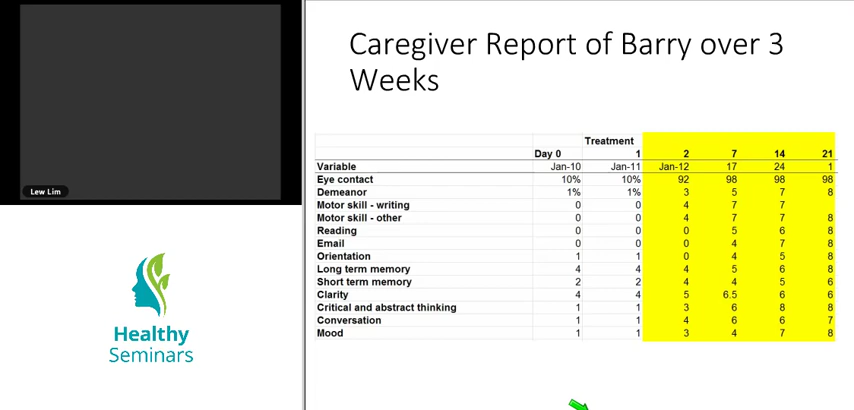 Caregiver Report of Barry over 3
Weeks
Treatment
Day 0 1 2 7 14 21
Variable Jan-10 Jan-11 Jan-12 17 24 1
Eye contact 10% 10% 92 98 98 98
Demeanor 1% 1% 3 5 7 8
Motor skill - writing 0 0 4 7 7
Motor skill - other 0 0 4 7 7 8
Reading 0 0 0 5 6 8
Email 0 0 0 4 7 8
Orientation 1 1 0 4 5 8
Long term memory 4 4 4 5 6 8
Short term memory 2 2 4 4 5 6
Clarity 4 4 5 6.5 6 6
Critical and abstract thinking 1 1 3 6 8 8
Conversation 1 1 4 6 6 7
Mood 1 1 3 4 7 8
Lew Lim
Healthy
Seminars